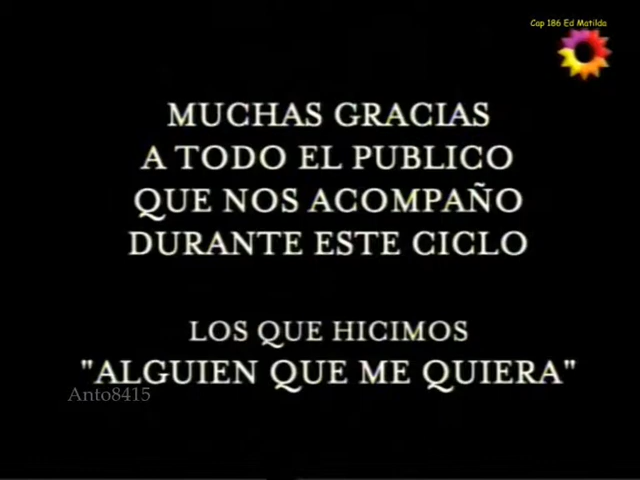 Cap 186 Ed Matilda
MUCHAS GRACIAS
A TODO EL PUBLICO
QUE NOS ACOMPAÑO
DURANTE ESTE CICLO
LOS QUE HICIMOS
"ALGUIEN QUE ME QUIERA"
Anto8415